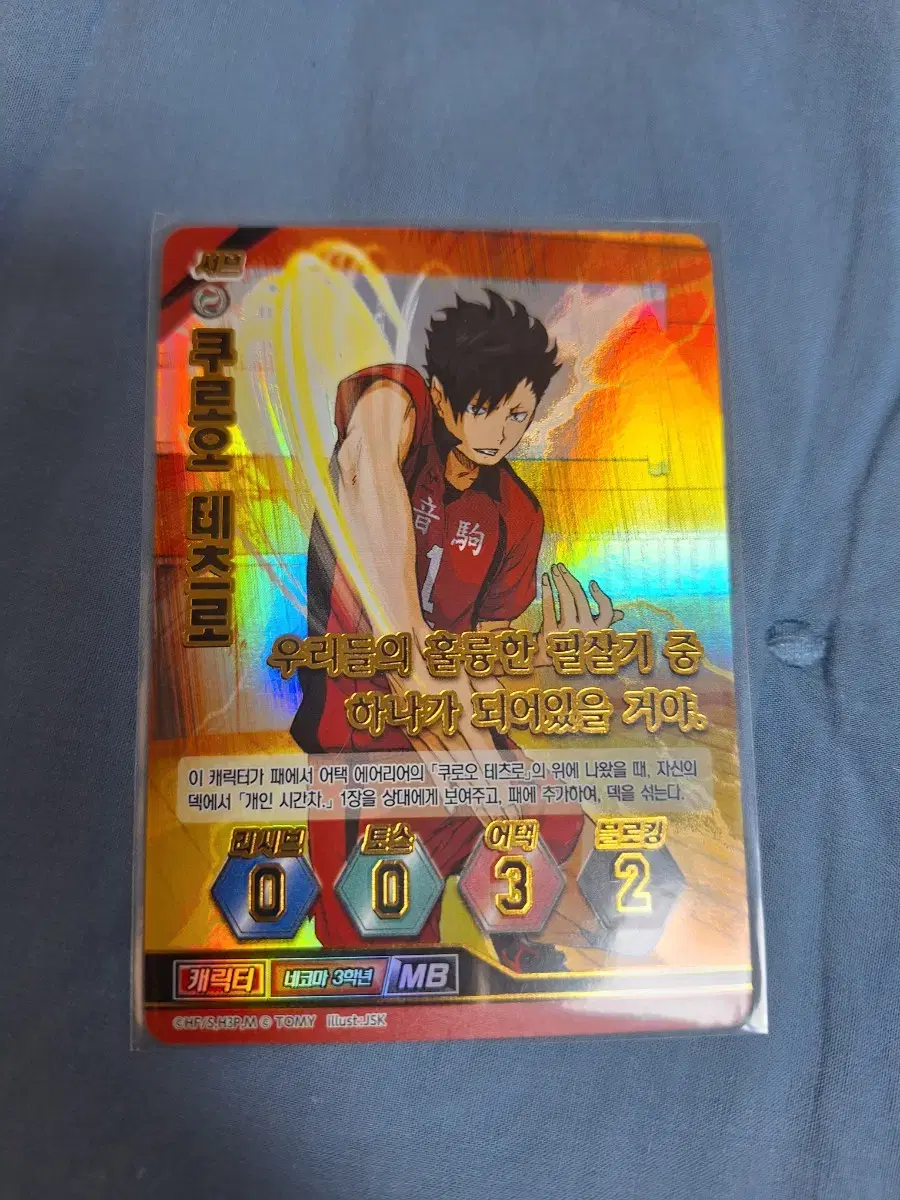 서브
쿠로오 테츠로
音駒
1
우리들의 훌륭한 필살기 중
하나가 되어있을 거야.
이 캐릭터가 패에서 어택 에어리어의 「쿠로오 테츠로」의 위에 나왔을 때, 자신의
덱에서 「개인 시간차.」 1장을 상대에게 보여주고, 패에 추가하여, 덱을 섞는다.
리시브 토스 어택 블로킹
0 0 3 2
캐릭터 네코마 3학년 MB
©HF/S,H3P,M © TOMY illust:JSK